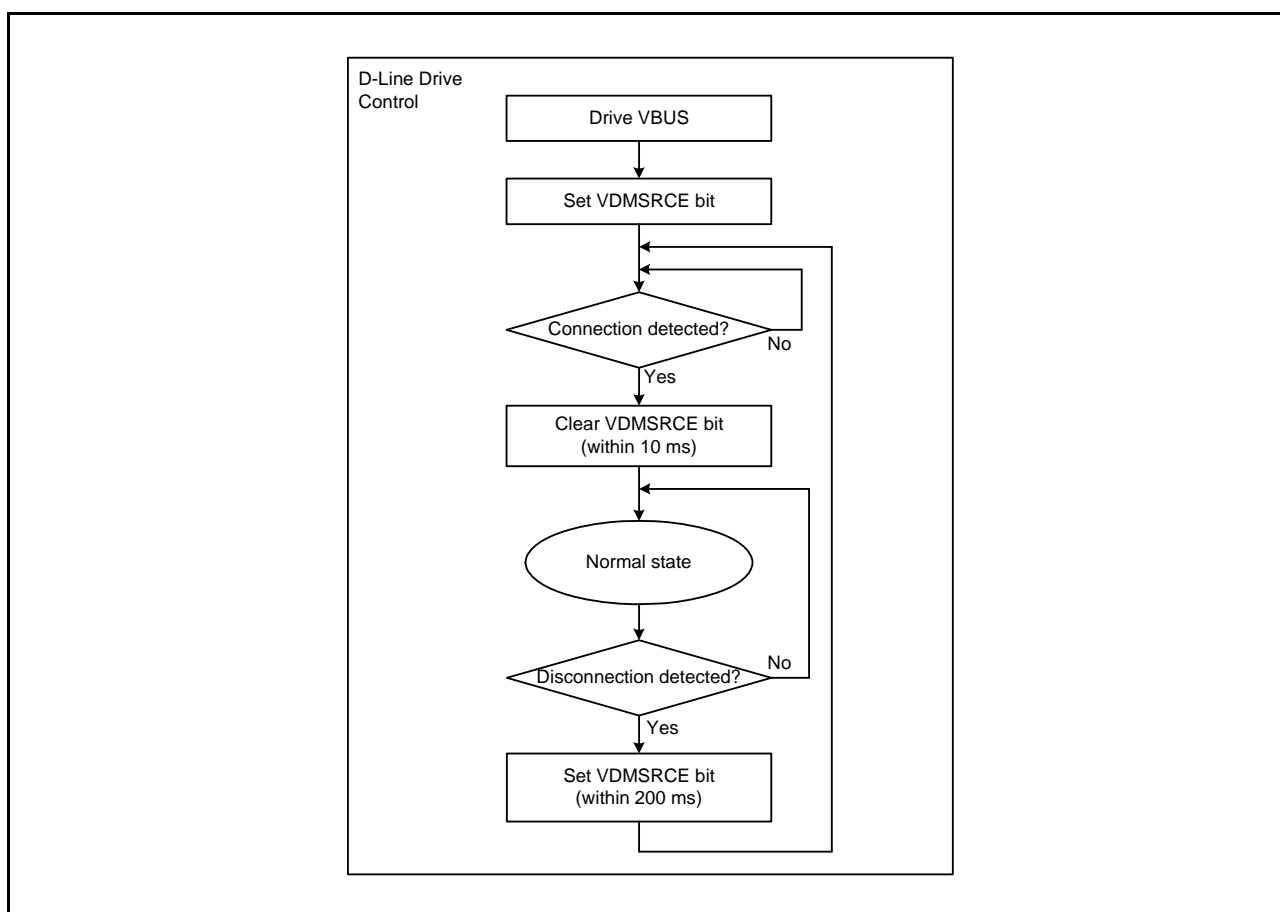 D-Line Drive
Control
Drive VBUS
Set VDMSRCE bit
Connection detected?
No
Yes
Clear VDMSRCE bit
(within 10 ms)
Normal state
Disconnection detected?
No
Yes
Set VDMSRCE bit
(within 200 ms)